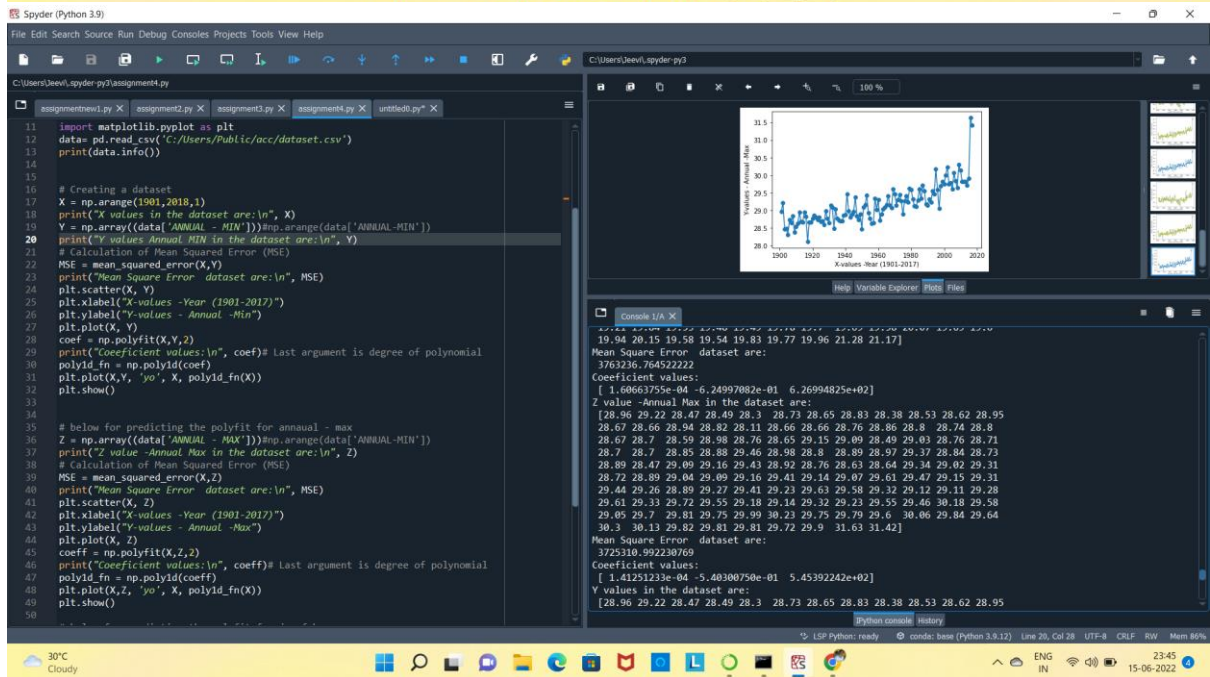 Spyder (Python 3.9)
File Edit Search Source Run Debug Consoles Projects Tools View Help
C:\Users\Jeevi\.spyder-py3
C:\Users\Jeevi\.spyder-py3\assignment4.py
assignmentnew1.py X assignment2.py X assignment3.py X assignment4.py X untitled0.py* X
11 import matplotlib.pyplot as plt
12 data= pd.read_csv('C:/Users/Public/acc/dataset.csv')
13 print(data.info())
14
15
16 # Creating a dataset
17 X = np.arange(1901,2018,1)
18 print("X values in the dataset are:\n", X)
19 Y = np.array((data['ANNUAL - MIN']))#np.arange(data['ANNUAL-MIN'])
20 print("Y values Annual MIN in the dataset are:\n", Y)
21 # Calculation of Mean Squared Error (MSE)
22 MSE = mean_squared_error(X,Y)
23 print("Mean Square Error  dataset are:\n", MSE)
24 plt.scatter(X, Y)
25 plt.xlabel("X-values -Year (1901-2017)")
26 plt.ylabel("Y-values - Annual -Min")
27 plt.plot(X, Y)
28 coef = np.polyfit(X,Y,2)
29 print("Coeeficient values:\n", coef)# Last argument is degree of polynomial
30 poly1d_fn = np.poly1d(coef)
31 plt.plot(X,Y, 'yo', X, poly1d_fn(X))
32 plt.show()
33
34
35 # below for predicting the polyfit for annaual - max
36 Z = np.array((data['ANNUAL - MAX']))#np.arange(data['ANNUAL-MIN'])
37 print("Z value -Annual Max in the dataset are:\n", Z)
38 # Calculation of Mean Squared Error (MSE)
39 MSE = mean_squared_error(X,Z)
40 print("Mean Square Error  dataset are:\n", MSE)
41 plt.scatter(X, Z)
42 plt.xlabel("X-values -Year (1901-2017)")
43 plt.ylabel("Y-values - Annual -Max")
44 plt.plot(X, Z)
45 coeff = np.polyfit(X,Z,2)
46 print("Coeeficient values:\n", coeff)# Last argument is degree of polynomial
47 poly1d_fn = np.poly1d(coeff)
48 plt.plot(X,Z, 'yo', X, poly1d_fn(X))
49 plt.show()
50
100 %
31.5
31.0
30.5
30.0
29.5
29.0
28.5
28.0
Yvalues - Annual -Max
1900 1920 1940 1960 1980 2000 2020
X-values -Year (1901-2017)
Help Variable Explorer Plots Files
Console 1/A X
19.94 20.15 19.58 19.54 19.83 19.77 19.96 21.28 21.17]
Mean Square Error  dataset are:
3763236.764522222
Coeeficient values:
[ 1.60663755e-04 -6.24997082e-01  6.26994825e+02]
Z value -Annual Max in the dataset are:
[28.96 29.22 28.47 28.49 28.3  28.73 28.65 28.83 28.38 28.53 28.62 28.95
28.67 28.66 28.94 28.82 28.11 28.66 28.66 28.76 28.86 28.8  28.74 28.8
28.67 28.7  28.59 28.98 28.76 28.65 29.15 29.09 28.49 29.03 28.76 28.71
28.7  28.7  28.85 28.88 29.46 28.98 28.8  28.89 28.97 29.37 28.84 28.73
28.89 28.47 29.09 29.16 29.43 28.92 28.76 28.63 28.64 29.34 29.02 29.31
28.72 28.89 29.04 29.09 29.16 29.41 29.14 29.07 29.61 29.47 29.15 29.31
29.44 29.26 28.89 29.27 29.41 29.23 29.63 29.58 29.32 29.12 29.11 29.28
29.61 29.33 29.72 29.55 29.18 29.14 29.32 29.23 29.55 29.46 30.18 29.58
29.05 29.7  29.81 29.75 29.99 30.23 29.75 29.79 29.6  30.06 29.84 29.64
30.3  30.13 29.82 29.81 29.81 29.72 29.9  31.63 31.42]
Mean Square Error  dataset are:
3725310.992230769
Coeeficient values:
[ 1.41251233e-04 -5.40300750e-01  5.45392242e+02]
Y values in the dataset are:
[28.96 29.22 28.47 28.49 28.3  28.73 28.65 28.83 28.38 28.53 28.62 28.95
IPython console History
LSP Python: ready conda: base (Python 3.9.12) Line 20, Col 28 UTF-8 CRLF RW Mem 86%
30°C
Cloudy
ENG
IN
23:45
15-06-2022
4